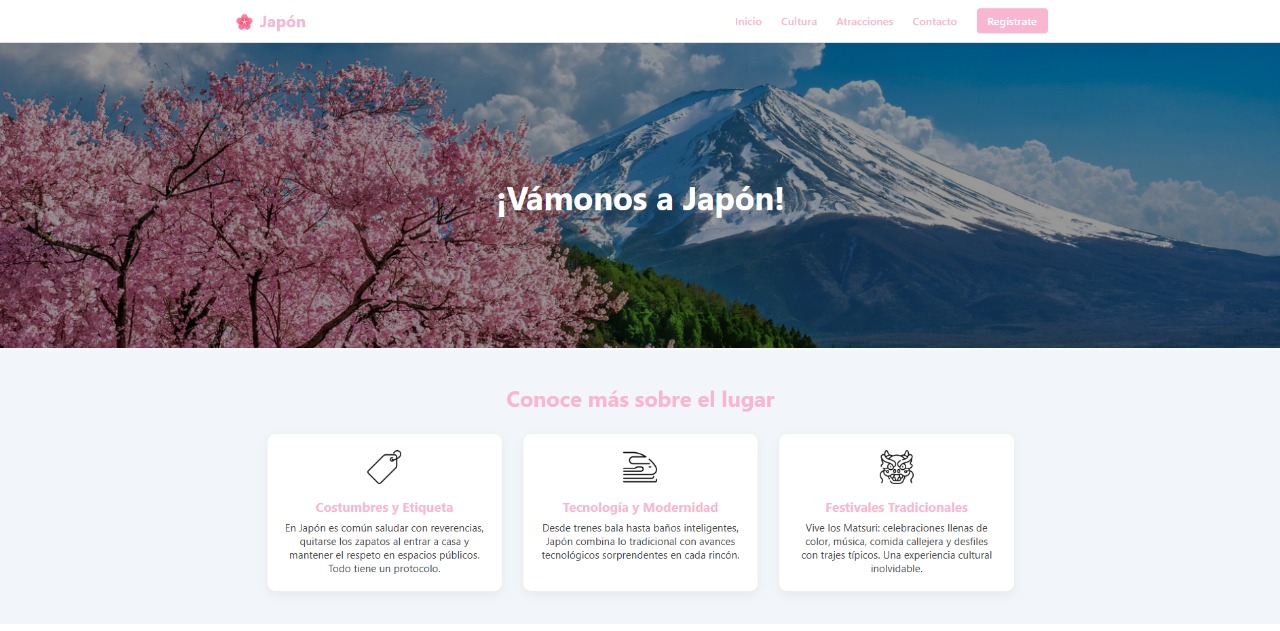 Japón
Inicio Cultura Atracciones Contacto Regístrate
¡Vámonos a Japón!
Conoce más sobre el lugar
Costumbres y Etiqueta
En Japón es común saludar con reverencias,
quitarse los zapatos al entrar a casa y
mantener el respeto en espacios públicos.
Todo tiene un protocolo.
Tecnología y Modernidad
Desde trenes bala hasta baños inteligentes,
Japón combina lo tradicional con avances
tecnológicos sorprendentes en cada rincón.
Festivales Tradicionales
Vive los Matsuri: celebraciones llenas de
color, música, comida callejera y desfiles
con trajes típicos. Una experiencia cultural
inolvidable.